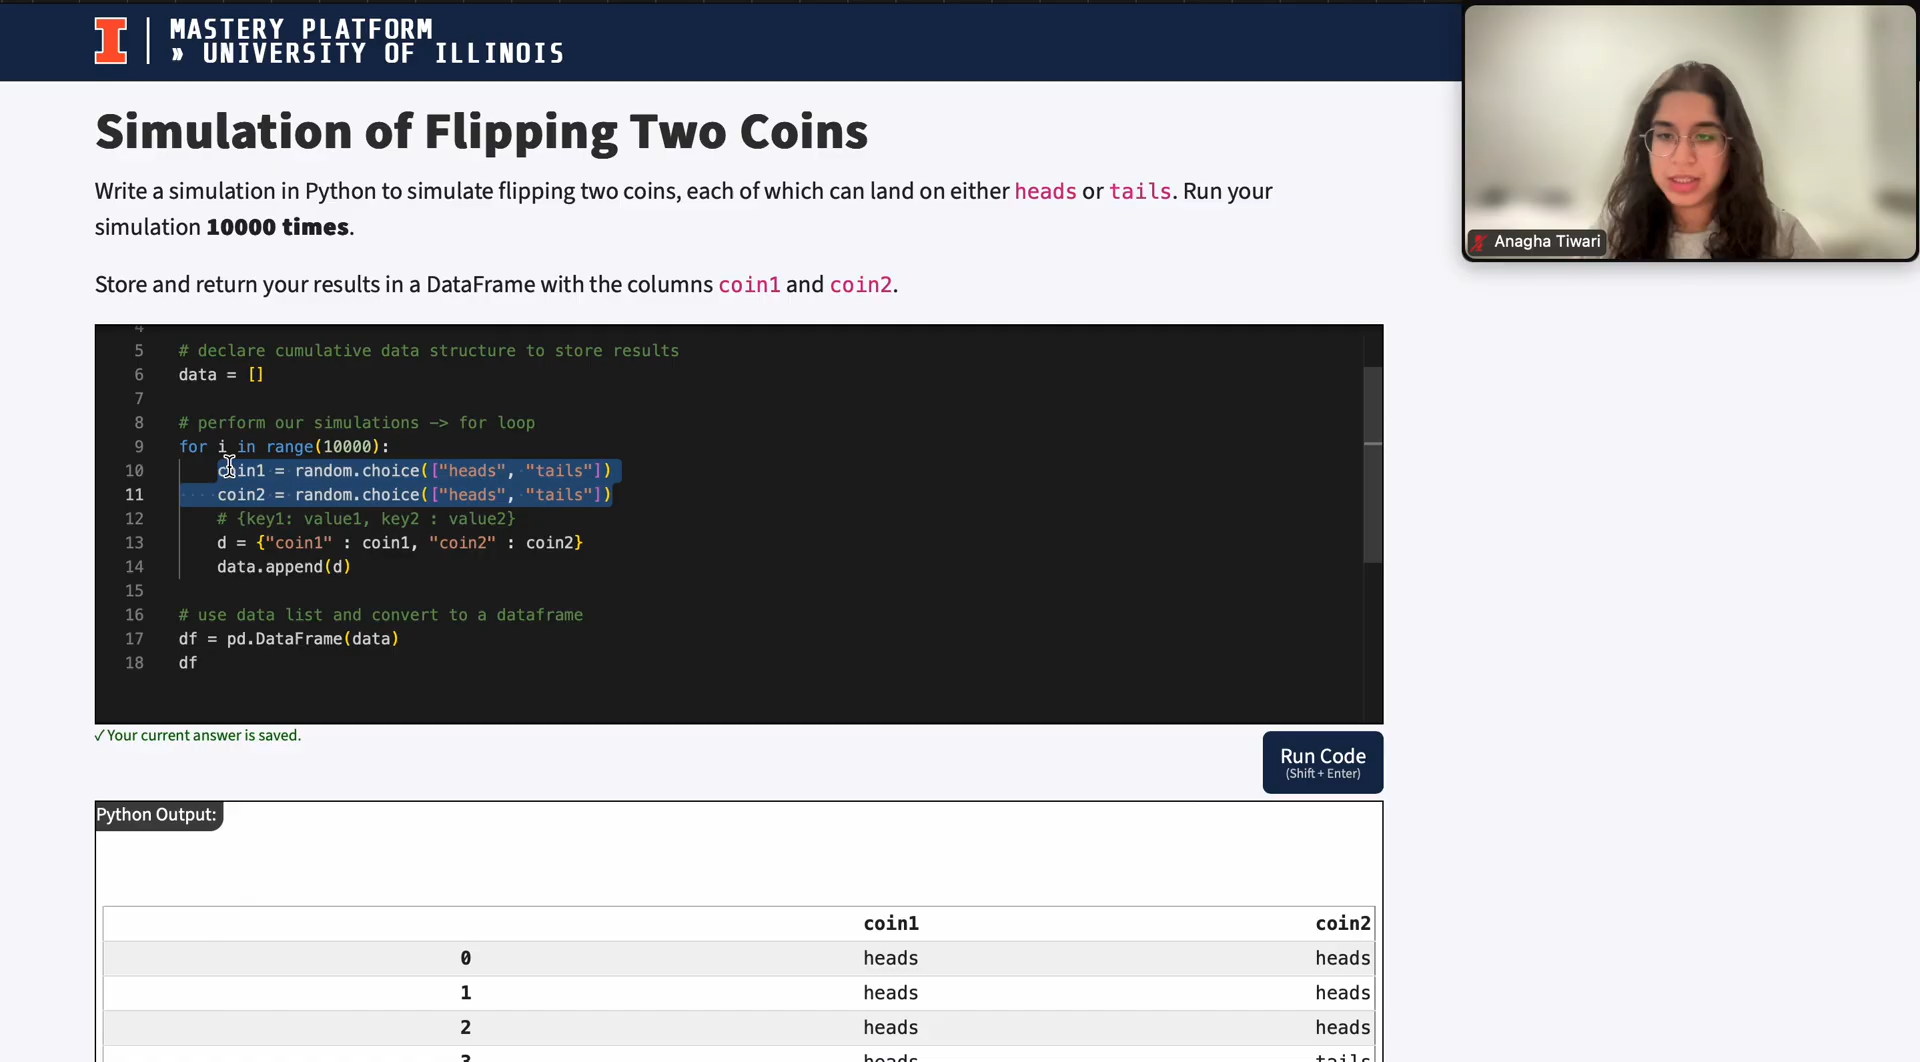 MASTERY PLATFORM
» UNIVERSITY OF ILLINOIS
Anagha Tiwari
Simulation of Flipping Two Coins
Write a simulation in Python to simulate flipping two coins, each of which can land on either heads or tails. Run your
simulation 10000 times.
Store and return your results in a DataFrame with the columns coin1 and coin2.
4
5 # declare cumulative data structure to store results
6 data = []
7
8 # perform our simulations -> for loop
9 for i in range(10000):
10 coin1 = random.choice(["heads", "tails"])
11 coin2 = random.choice(["heads", "tails"])
12 # {key1: value1, key2 : value2}
13 d = {"coin1" : coin1, "coin2" : coin2}
14 data.append(d)
15
16 # use data list and convert to a dataframe
17 df = pd.DataFrame(data)
18 df
✓Your current answer is saved.
Run Code
(Shift + Enter)
Python Output:
coin1 coin2
0 heads heads
1 heads heads
2 heads heads
3 heads tails